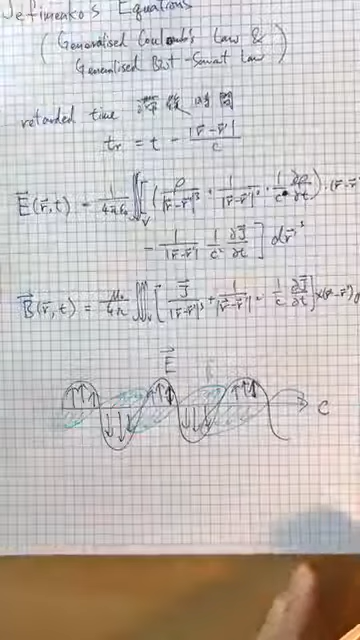 Jefimenko's Equations
(Generalised Coulomb's Law &
Generalised Biot-Savart Law)
retarded time
tr = t - |r⃗-r⃗'|/c
E⃗(r⃗,t) = 1/4πε₀ ∭ᵥ[(ρ/|r⃗-r⃗'|³ + 1/|r⃗-r⃗'|² · 1/c ∂ρ/∂t)·(r⃗-r⃗
- 1/|r⃗-r⃗'| 1/c² ∂J⃗/∂t] dr⃗'³
B⃗(r⃗,t) = μ₀/4π ∭ᵥ[J⃗/|r⃗-r⃗'|³ + 1/|r⃗-r⃗'|² · 1/c ∂J⃗/∂t]×(r⃗-r⃗')
E⃗
c